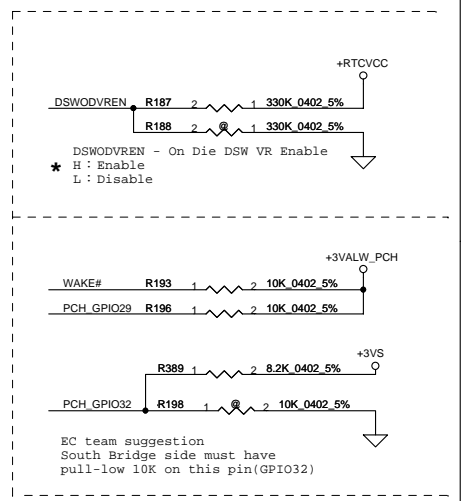 +RTCVCC
DSWODVREN R187 2 1 330K_0402_5%
R188 2 @ 1 330K_0402_5%
DSWODVREN - On Die DSW VR Enable
* H：Enable
L：Disable
+3VALW_PCH
WAKE# R193 1 2 10K_0402_5%
PCH_GPIO29 R196 1 2 10K_0402_5%
+3VS
R389 1 2 8.2K_0402_5%
PCH_GPIO32 R198 1 @ 2 10K_0402_5%
EC team suggestion
South Bridge side must have
pull-low 10K on this pin(GPIO32)